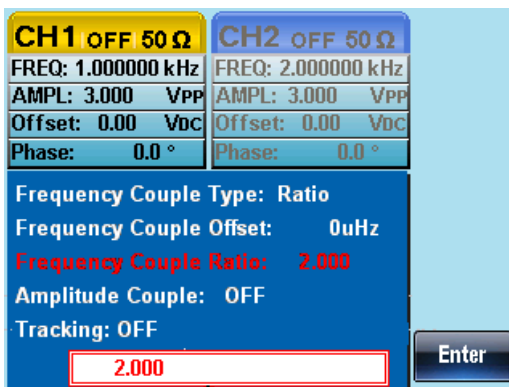 CH1 OFF 50 Ω CH2 OFF 50 Ω
FREQ: 1.000000 kHz FREQ: 2.000000 kHz
AMPL: 3.000 VPP AMPL: 3.000 VPP
Offset: 0.00 VDC Offset: 0.00 VDC
Phase: 0.0 ° Phase: 0.0 °
Frequency Couple Type: Ratio
Frequency Couple Offset: 0uHz
Frequency Couple Ratio: 2.000
Amplitude Couple: OFF
Tracking: OFF
2.000
Enter